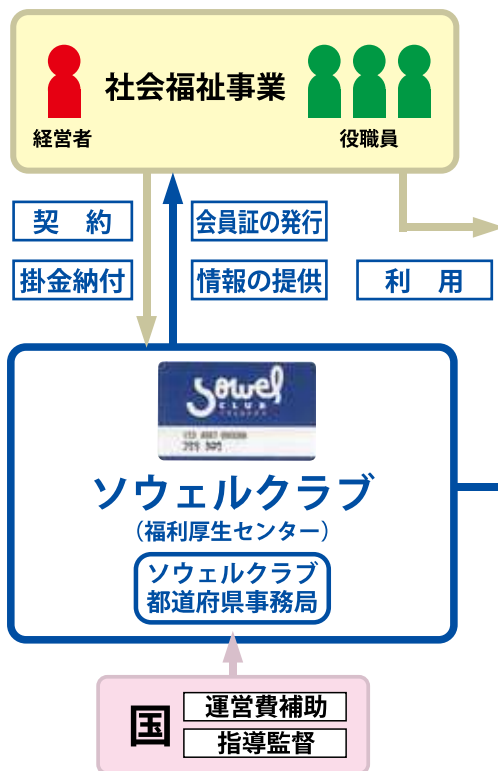 社会福祉事業
経営者
役職員
契 約
会員証の発行
掛金納付
情報の提供
利 用
Sowel
CLUB
ソウェルクラブ
（福利厚生センター）
ソウェルクラブ
都道府県事務局
国
運営費補助
指導監督